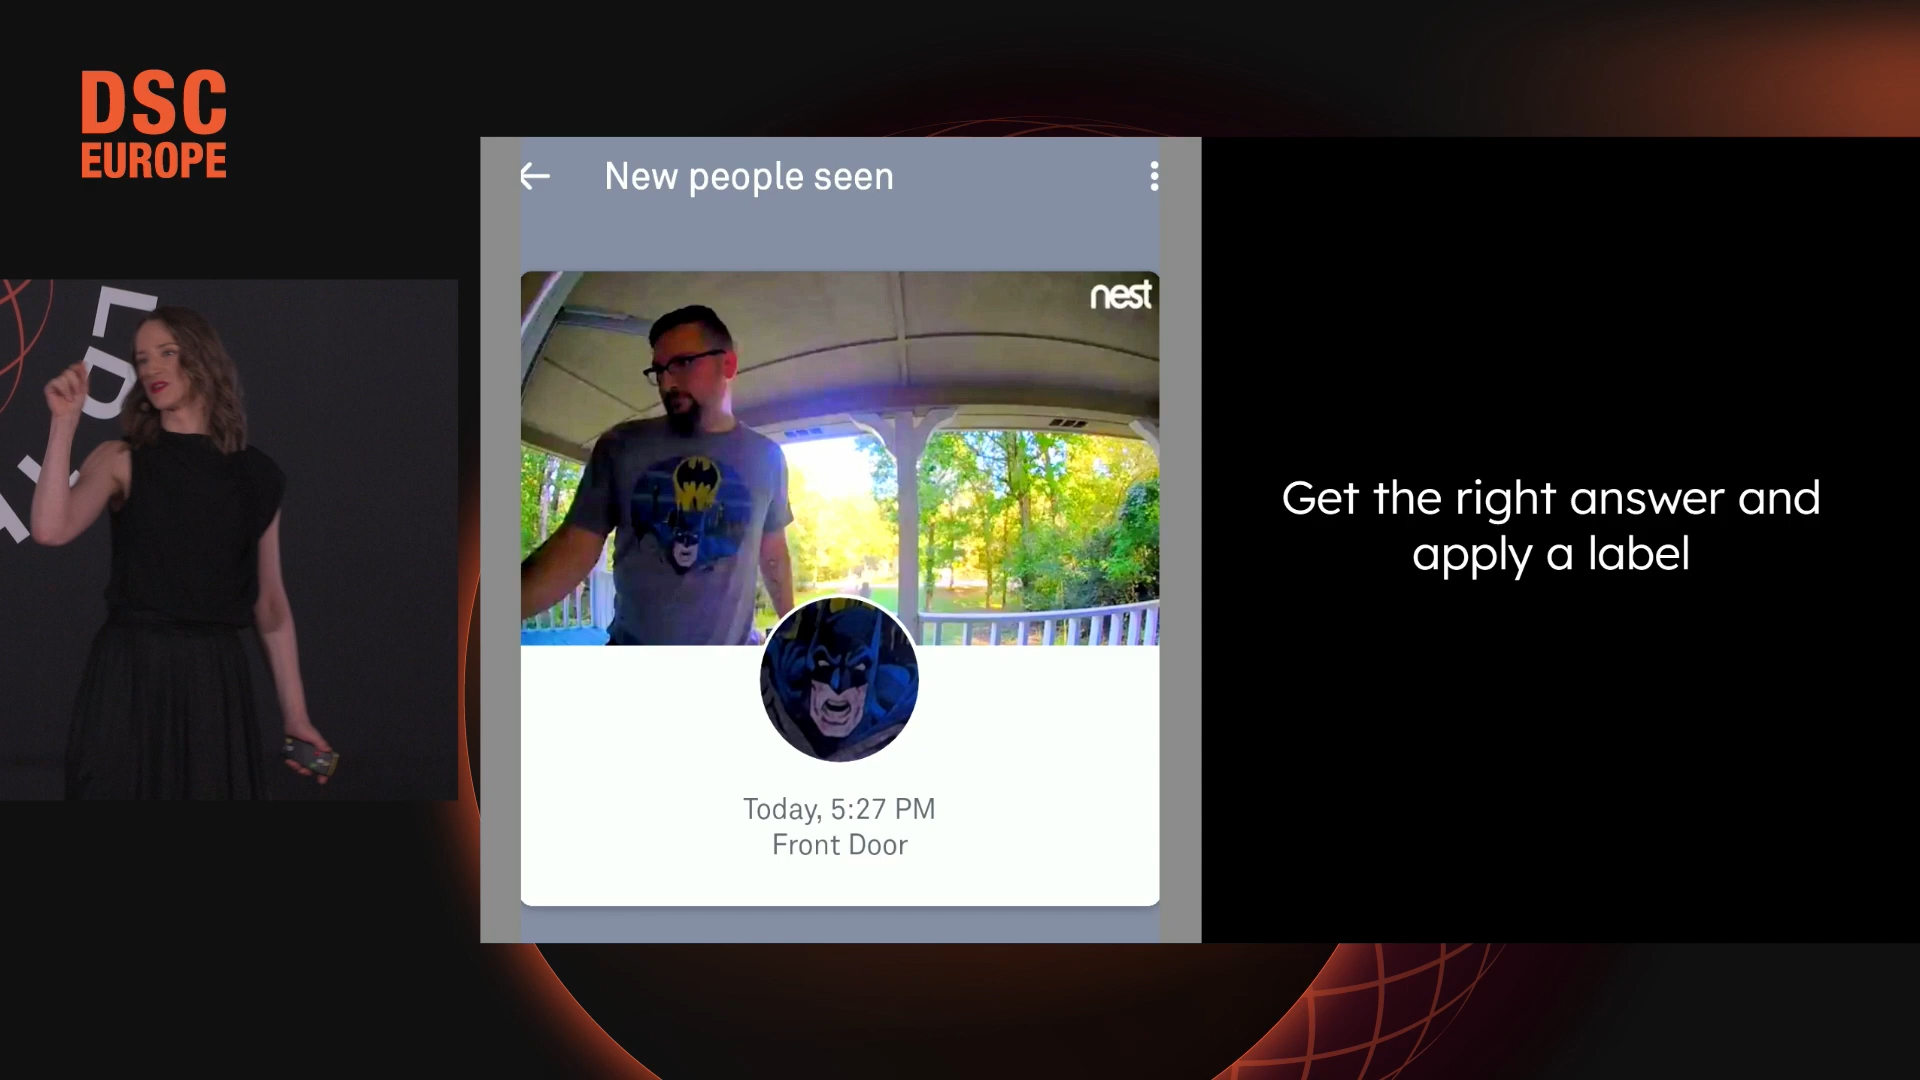 DSC
EUROPE
New people seen
nest
Today, 5:27 PM
Front Door
Get the right answer and
apply a label